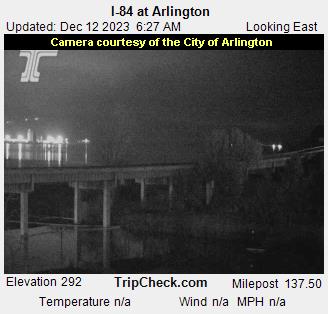 I-84 at Arlington
Updated: Dec 12 2023 6:27 AM Looking East
Camera courtesy of the City of Arlington
Elevation 292 TripCheck.com Milepost 137.50
Temperature n/a Wind n/a MPH n/a